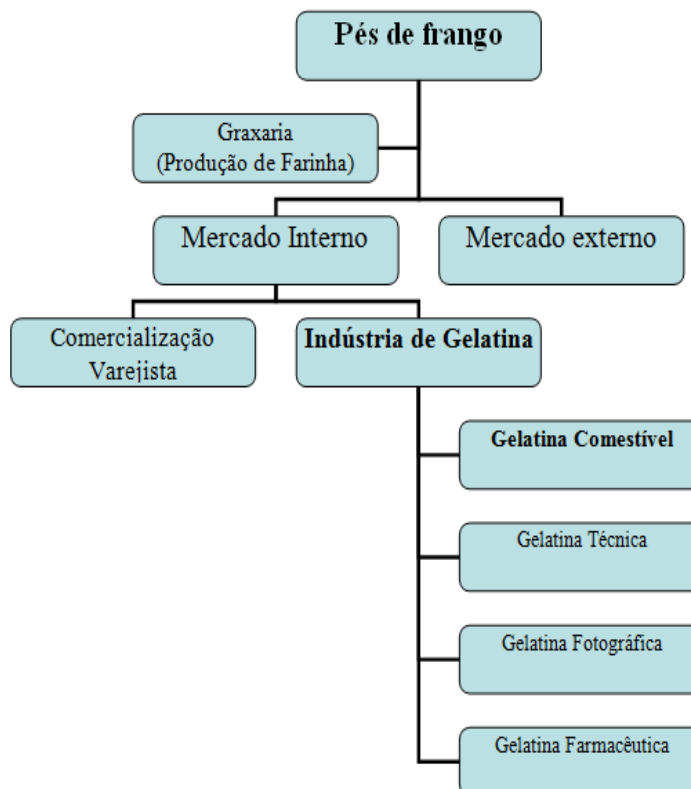 Pés de frango
Graxaria
(Produção de Farinha)
Mercado Interno
Mercado externo
Comercialização
Varejista
Indústria de Gelatina
Gelatina Comestível
Gelatina Técnica
Gelatina Fotográfica
Gelatina Farmacêutica